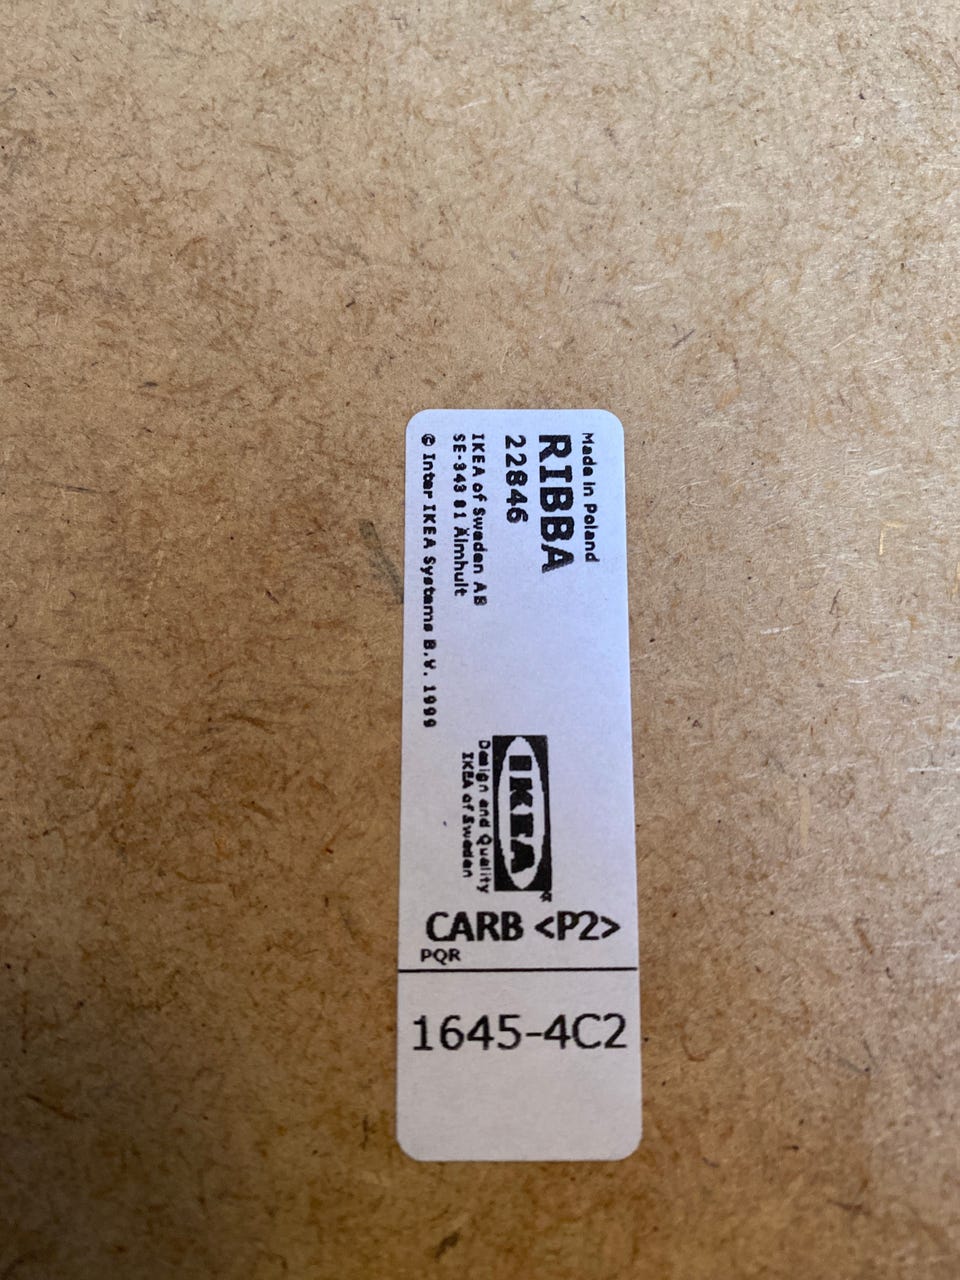 Made in Poland
RIBBA
22846
IKEA of Sweden AB
SE-343 81 Älmhult
© Inter IKEA Systems B.V. 1999
IKEA®
Design and Quality
IKEA of Sweden
CARB <P2>
PQR
1645-4C2